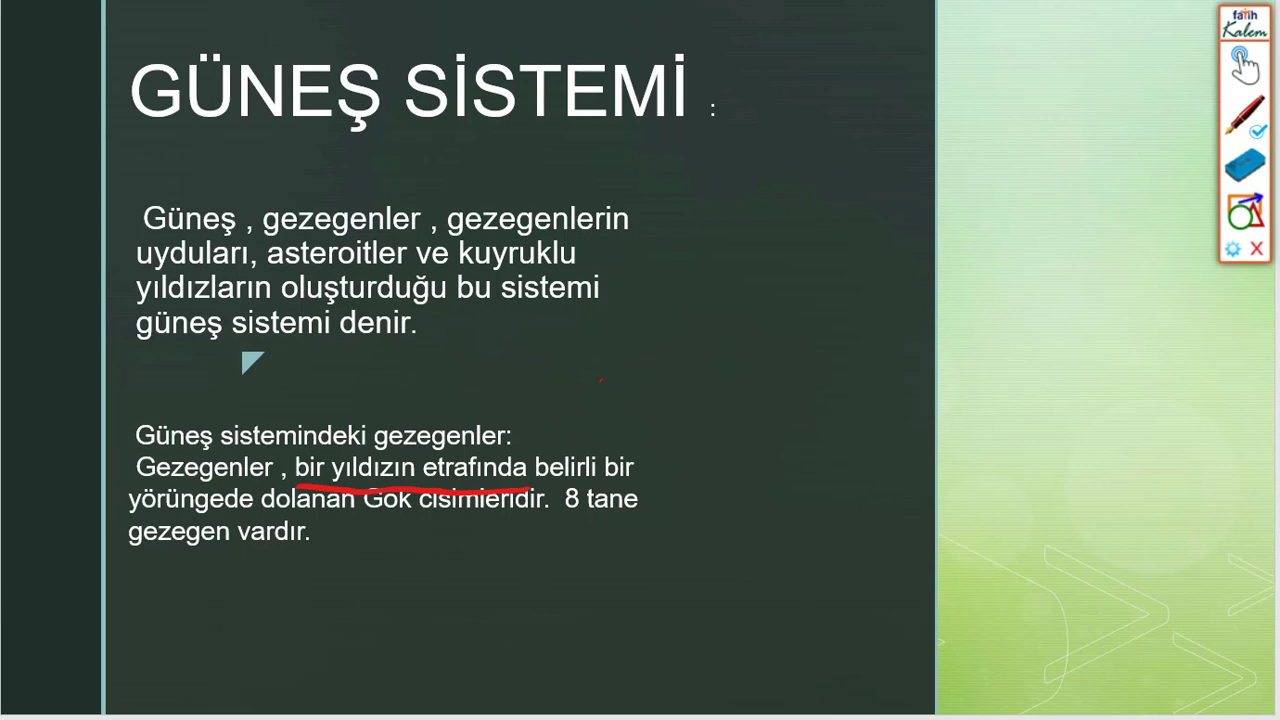 GÜNEŞ SİSTEMİ :
Güneş , gezegenler , gezegenlerin
uyduları, asteroitler ve kuyruklu
yıldızların oluşturduğu bu sistemi
güneş sistemi denir.
Güneş sistemindeki gezegenler:
Gezegenler , bir yıldızın etrafında belirli bir
yörüngede dolanan Gök cisimleridir. 8 tane
gezegen vardır.
fatih
Kalem